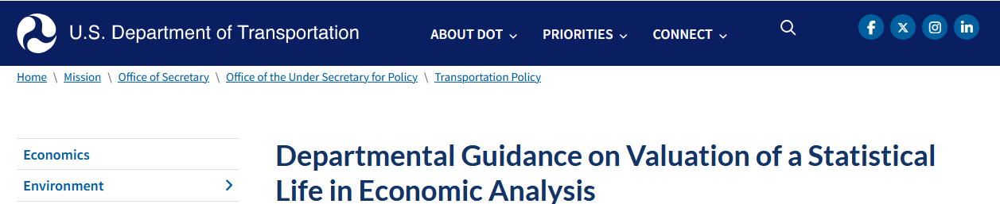 U.S. Department of Transportation
ABOUT DOT PRIORITIES CONNECT
Home \ Mission \ Office of Secretary \ Office of the Under Secretary for Policy \ Transportation Policy
Economics
Environment
Departmental Guidance on Valuation of a Statistical
Life in Economic Analysis